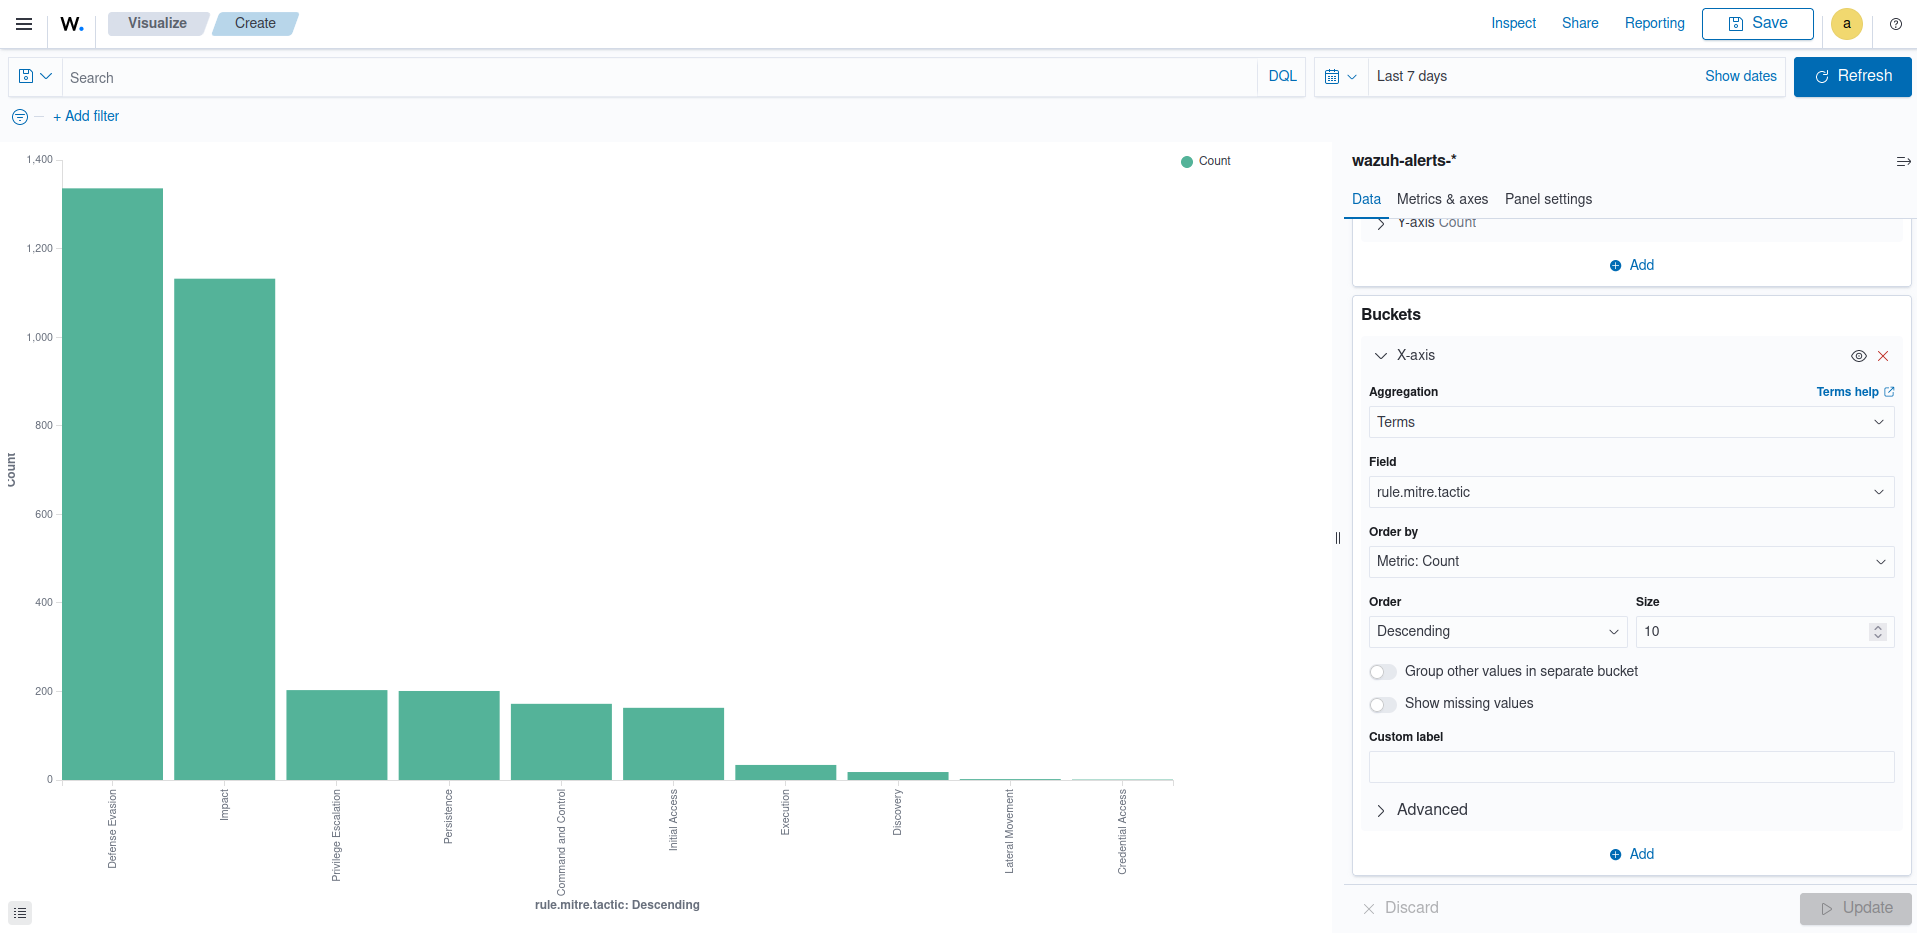 W.
Visualize
Create
Inspect
Share
Reporting
Save
a
Search
DQL
Last 7 days
Show dates
Refresh
+ Add filter
1,400
1,200
1,000
800
600
400
200
0
Count
Defense Evasion
Impact
Privilege Escalation
Persistence
Command and Control
Initial Access
Execution
Discovery
Lateral Movement
Credential Access
rule.mitre.tactic: Descending
Count
wazuh-alerts-*
Data
Metrics & axes
Panel settings
Y-axis Count
Add
Buckets
X-axis
Aggregation
Terms help
Terms
Field
rule.mitre.tactic
Order by
Metric: Count
Order
Size
Descending
10
Group other values in separate bucket
Show missing values
Custom label
Advanced
Add
Discard
Update